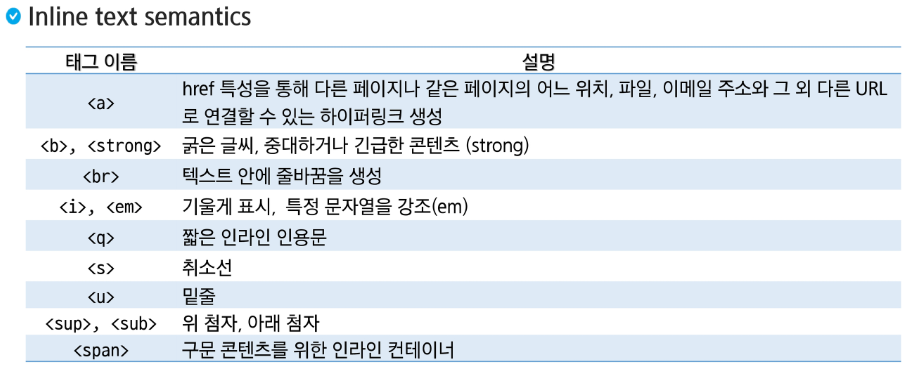 Inline text semantics
태그 이름 설명
<a> href 특성을 통해 다른 페이지나 같은 페이지의 어느 위치, 파일, 이메일 주소와 그 외 다른 URL
로 연결할 수 있는 하이퍼링크 생성
<b>, <strong> 굵은 글씨, 중대하거나 긴급한 콘텐츠 (strong)
<br> 텍스트 안에 줄바꿈을 생성
<i>, <em> 기울게 표시, 특정 문자열을 강조(em)
<q> 짧은 인라인 인용문
<s> 취소선
<u> 밑줄
<sup>, <sub> 위 첨자, 아래 첨자
<span> 구문 콘텐츠를 위한 인라인 컨테이너